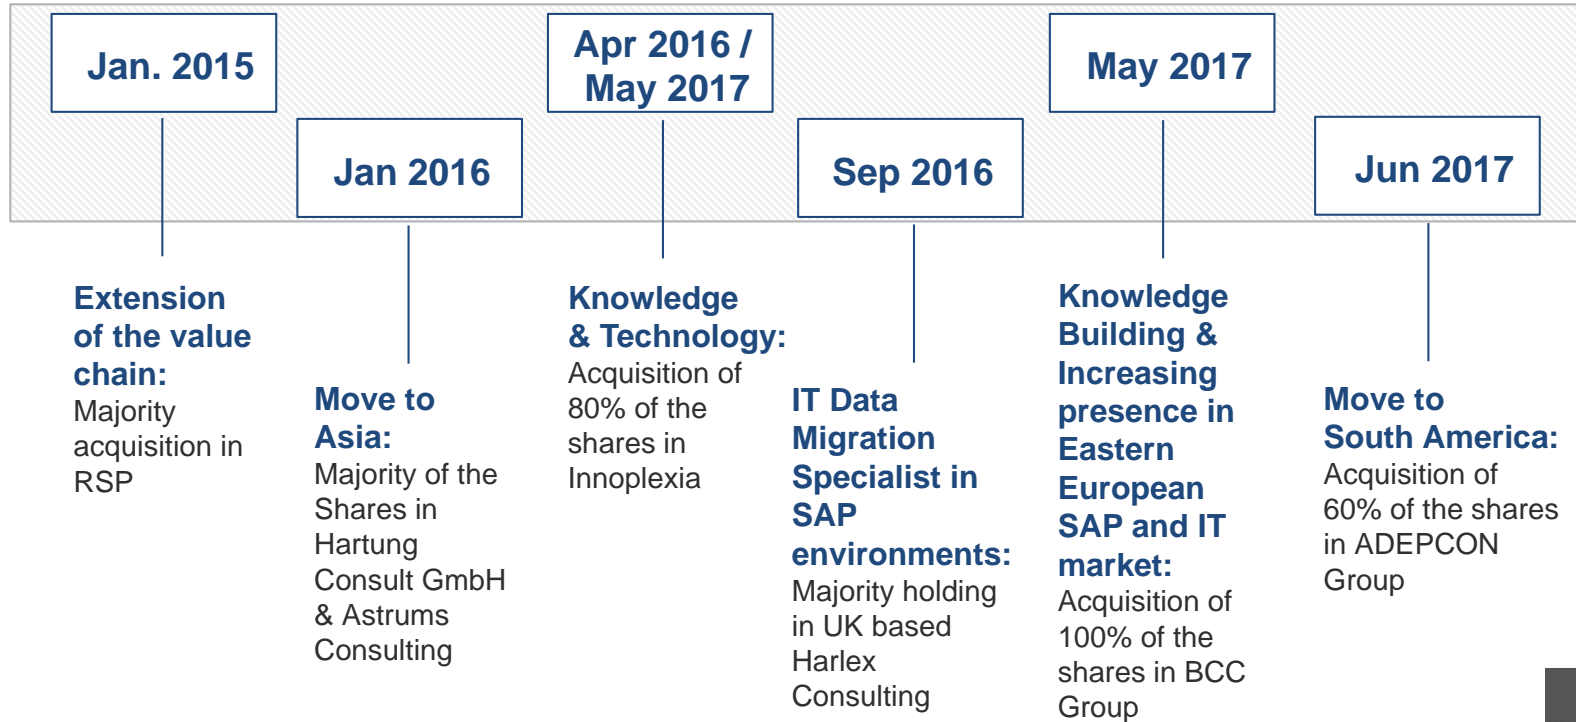 Jan. 2015
Apr 2016 /
May 2017
May 2017
Jan 2016
Sep 2016
Jun 2017
Extension
of the value
chain:
Majority
acquisition in
RSP
Move to
Asia:
Majority of the
Shares in
Hartung
Consult GmbH
& Astrums
Consulting
Knowledge
& Technology:
Acquisition of
80% of the
shares in
Innoplexia
IT Data
Migration
Specialist in
SAP
environments:
Majority holding
in UK based
Harlex
Consulting
Knowledge
Building &
Increasing
presence in
Eastern
European
SAP and IT
market:
Acquisition of
100% of the
shares in BCC
Group
Move to
South America:
Acquisition of
60% of the shares
in ADEPCON
Group